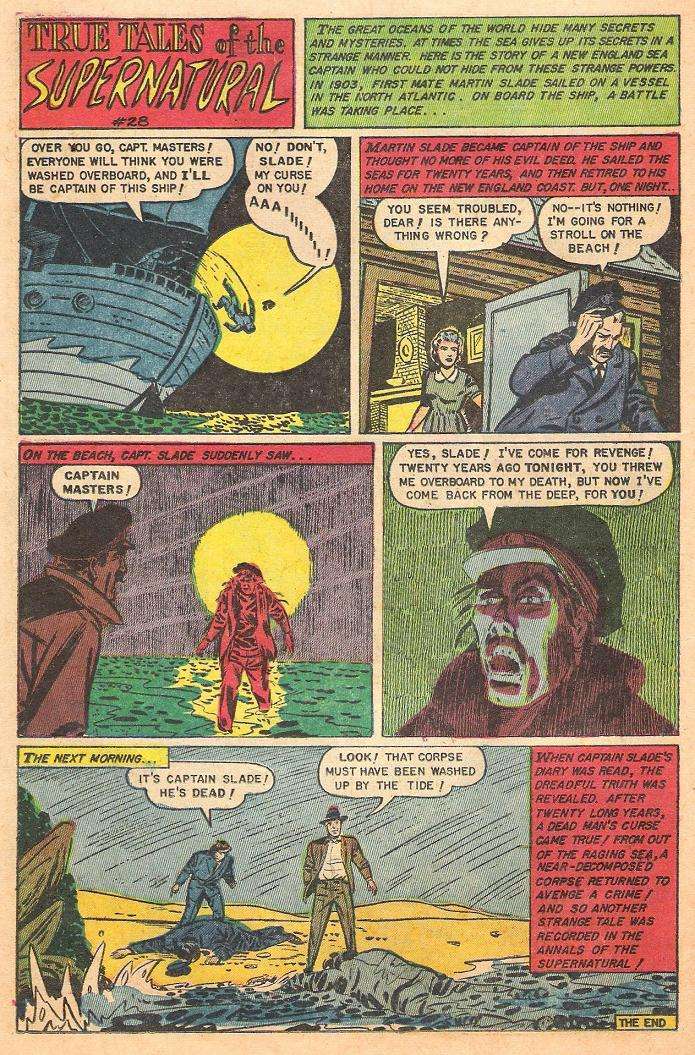 TRUE TALES of the
SUPERNATURAL
#28
THE GREAT OCEANS OF THE WORLD HIDE MANY SECRETS
AND MYSTERIES. AT TIMES THE SEA GIVES UP ITS SECRETS IN A
STRANGE MANNER. HERE IS THE STORY OF A NEW ENGLAND SEA
CAPTAIN WHO COULD NOT HIDE FROM THESE STRANGE POWERS
IN 1903, FIRST MATE MARTIN SLADE SAILED ON A VESSEL
IN THE NORTH ATLANTIC. ON BOARD THE SHIP, A BATTLE
WAS TAKING PLACE...
OVER YOU GO, CAPT. MASTERS!
EVERYONE WILL THINK YOU WERE
WASHED OVERBOARD, AND I'LL
BE CAPTAIN OF THIS SHIP!
NO! DON'T,
SLADE!
MY CURSE
ON YOU!
AAAIIIIIII!
MARTIN SLADE BECAME CAPTAIN OF THE SHIP AND
THOUGHT NO MORE OF HIS EVIL DEED. HE SAILED THE
SEAS FOR TWENTY YEARS, AND THEN RETIRED TO HIS
HOME ON THE NEW ENGLAND COAST. BUT, ONE NIGHT..
YOU SEEM TROUBLED,
DEAR! IS THERE ANY-
THING WRONG?
NO--IT'S NOTHING!
I'M GOING FOR A
STROLL ON THE
BEACH!
ON THE BEACH, CAPT. SLADE SUDDENLY SAW...
CAPTAIN
MASTERS!
YES, SLADE! I'VE COME FOR REVENGE!
TWENTY YEARS AGO TONIGHT, YOU THREW
ME OVERBOARD TO MY DEATH, BUT NOW I'VE
COME BACK FROM THE DEEP, FOR YOU!
THE NEXT MORNING...
IT'S CAPTAIN SLADE!
HE'S DEAD!
LOOK! THAT CORPSE
MUST HAVE BEEN WASHED
UP BY THE TIDE!
WHEN CAPTAIN SLADE'S
DIARY WAS READ, THE
DREADFUL TRUTH WAS
REVEALED. AFTER
TWENTY LONG YEARS,
A DEAD MAN'S CURSE
CAME TRUE! FROM OUT
OF THE RAGING SEA, A
NEAR-DECOMPOSED
CORPSE RETURNED TO
AVENGE A CRIME!
AND SO ANOTHER
STRANGE TALE WAS
RECORDED IN THE
ANNALS OF THE
SUPERNATURAL!
THE END